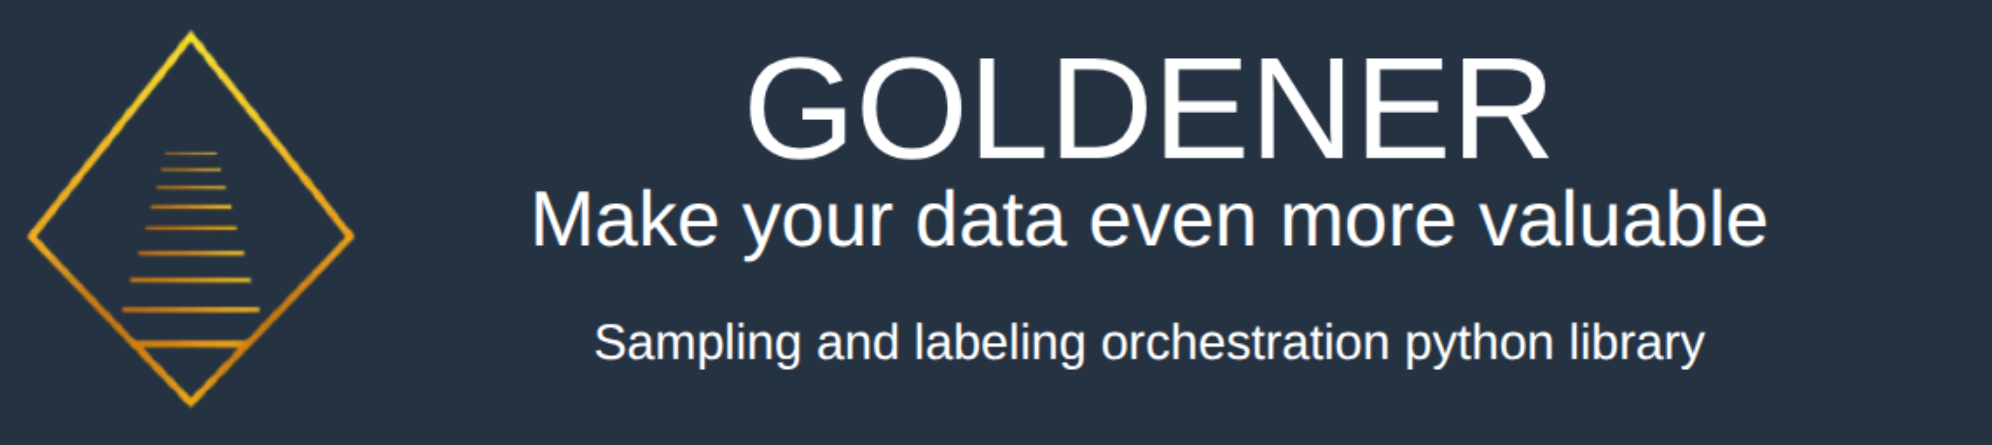 GOLDENER
Make your data even more valuable
Sampling and labeling orchestration python library